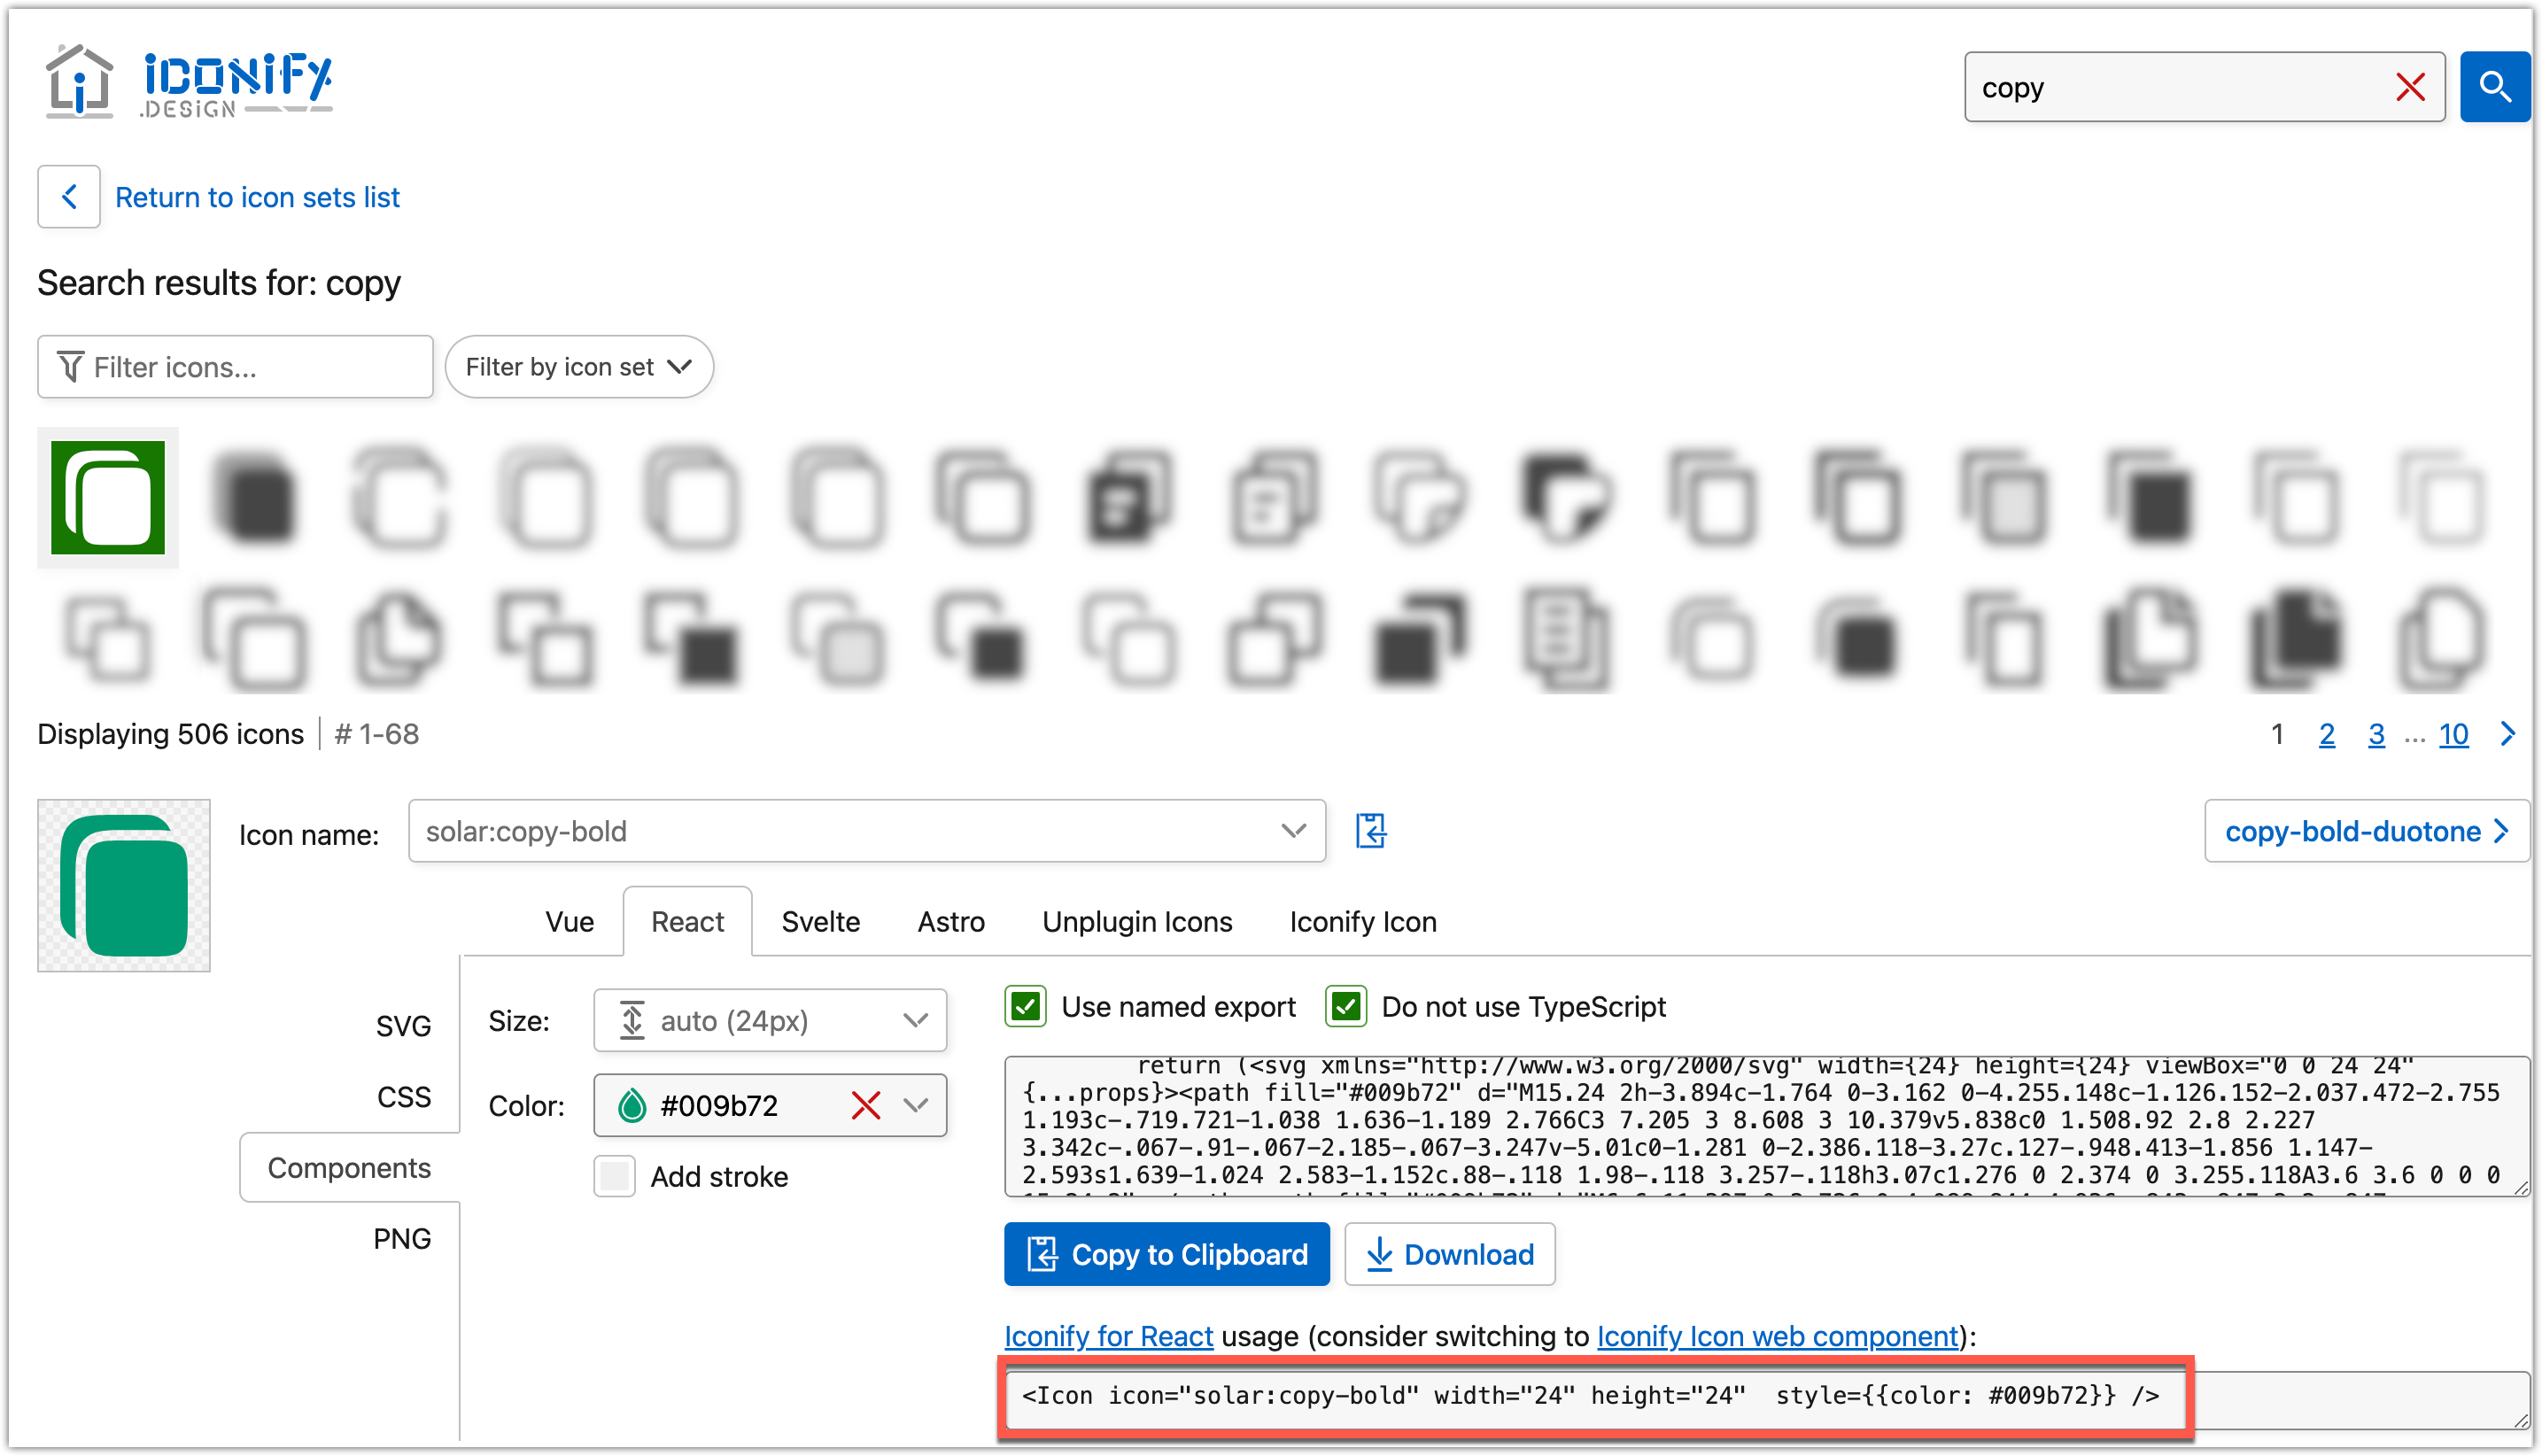 iCONiFY
.DESiGN
copy
Return to icon sets list
Search results for: copy
Filter icons...
Filter by icon set
Displaying 506 icons
# 1-68
1 2 3 ... 10
Icon name:
solar:copy-bold
copy-bold-duotone
Vue
React
Svelte
Astro
Unplugin Icons
Iconify Icon
SVG
CSS
Components
PNG
Size:
auto (24px)
Color:
#009b72
Add stroke
Use named export
Do not use TypeScript
return (<svg xmlns="http://www.w3.org/2000/svg" width={24} height={24} viewBox="0 0 24 24"
{...props}><path fill="#009b72" d="M15.24 2h-3.894c-1.764 0-3.162 0-4.255.148c-1.126.152-2.037.472-2.755
1.193c-.719.721-1.038 1.636-1.189 2.766C3 7.205 3 8.608 3 10.379v5.838c0 1.508.92 2.8 2.227
3.342c-.067-.91-.067-2.185-.067-3.247v-5.01c0-1.281 0-2.386.118-3.27c.127-.948.413-1.856 1.147-
2.593s1.639-1.024 2.583-1.152c.88-.118 1.98-.118 3.257-.118h3.07c1.276 0 2.374 0 3.255.118A3.6 3.6 0 0 0
Copy to Clipboard
Download
Iconify for React usage (consider switching to Iconify Icon web component):
<Icon icon="solar:copy-bold" width="24" height="24"  style={{color: #009b72}} />